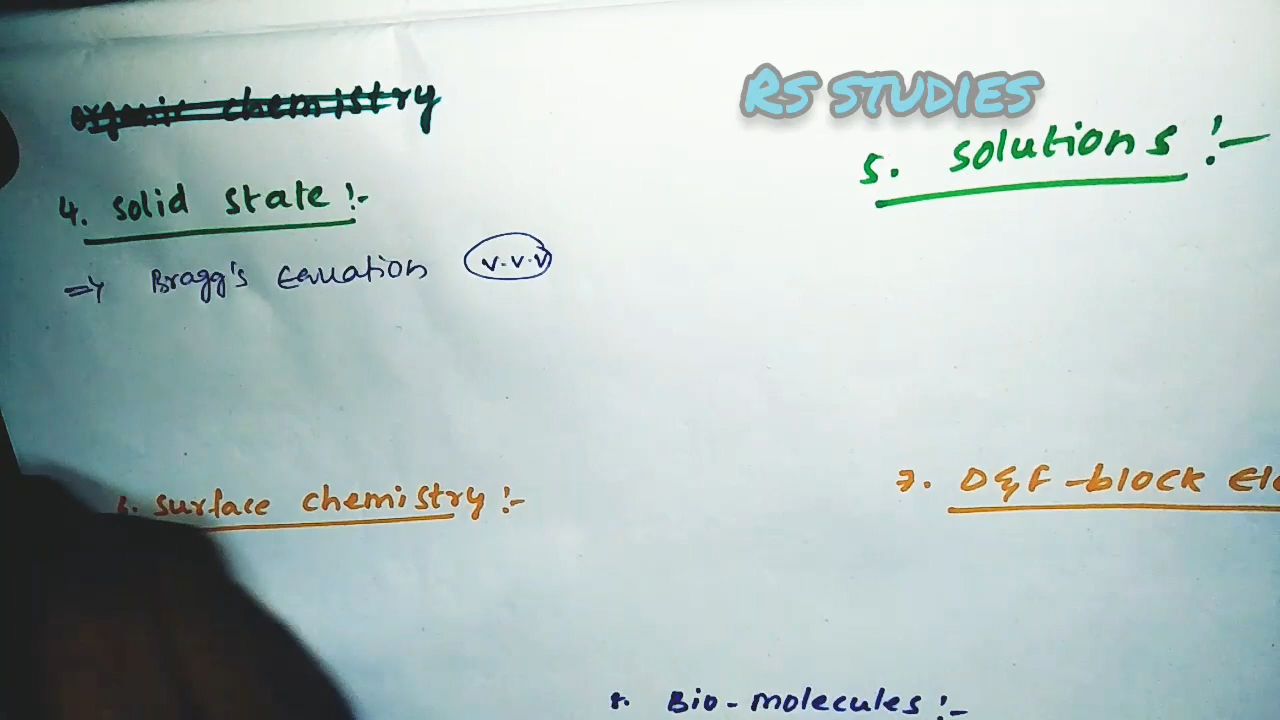 organic chemistry
RS STUDIES
4. solid state :-
5. solutions :-
=> Bragg's Equation v.v.v
6. surface chemistry :-
7. D & F - block Ele
8. Bio - molecules :-